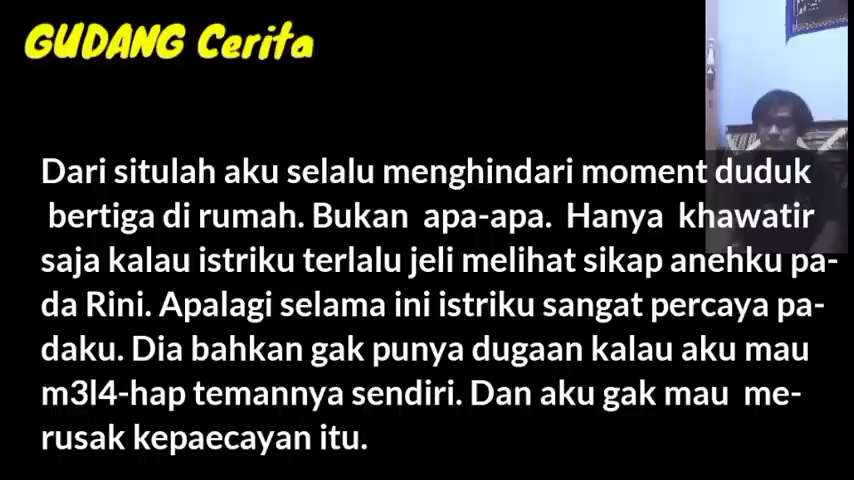 GUDANG Cerita
Dari situlah aku selalu menghindari moment duduk
bertiga di rumah. Bukan apa-apa. Hanya khawatir
saja kalau istriku terlalu jeli melihat sikap anehku pa-
da Rini. Apalagi selama ini istriku sangat percaya pa-
daku. Dia bahkan gak punya dugaan kalau aku mau
m3l4-hap temannya sendiri. Dan aku gak mau me-
rusak kepaecayan itu.